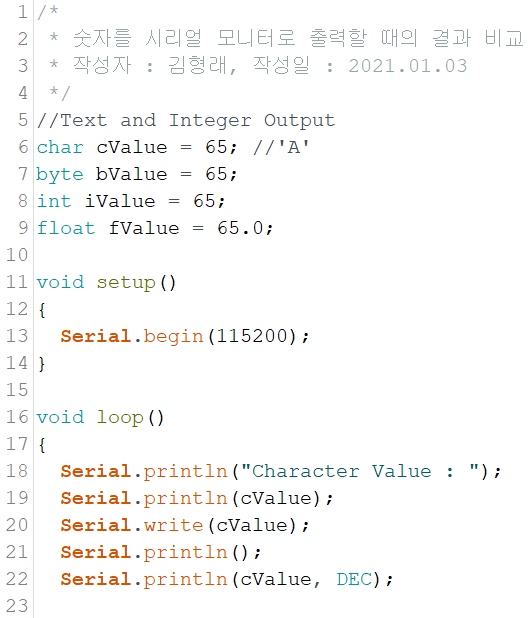 1 /*
2  * 숫자를 시리얼 모니터로 출력할 때의 결과 비교
3  * 작성자 : 김형래, 작성일 : 2021.01.03
4  */
5 //Text and Integer Output
6 char cValue = 65; //'A'
7 byte bValue = 65;
8 int iValue = 65;
9 float fValue = 65.0;
10
11 void setup()
12 {
13   Serial.begin(115200);
14 }
15
16 void loop()
17 {
18   Serial.println("Character Value : ");
19   Serial.println(cValue);
20   Serial.write(cValue);
21   Serial.println();
22   Serial.println(cValue, DEC);
23